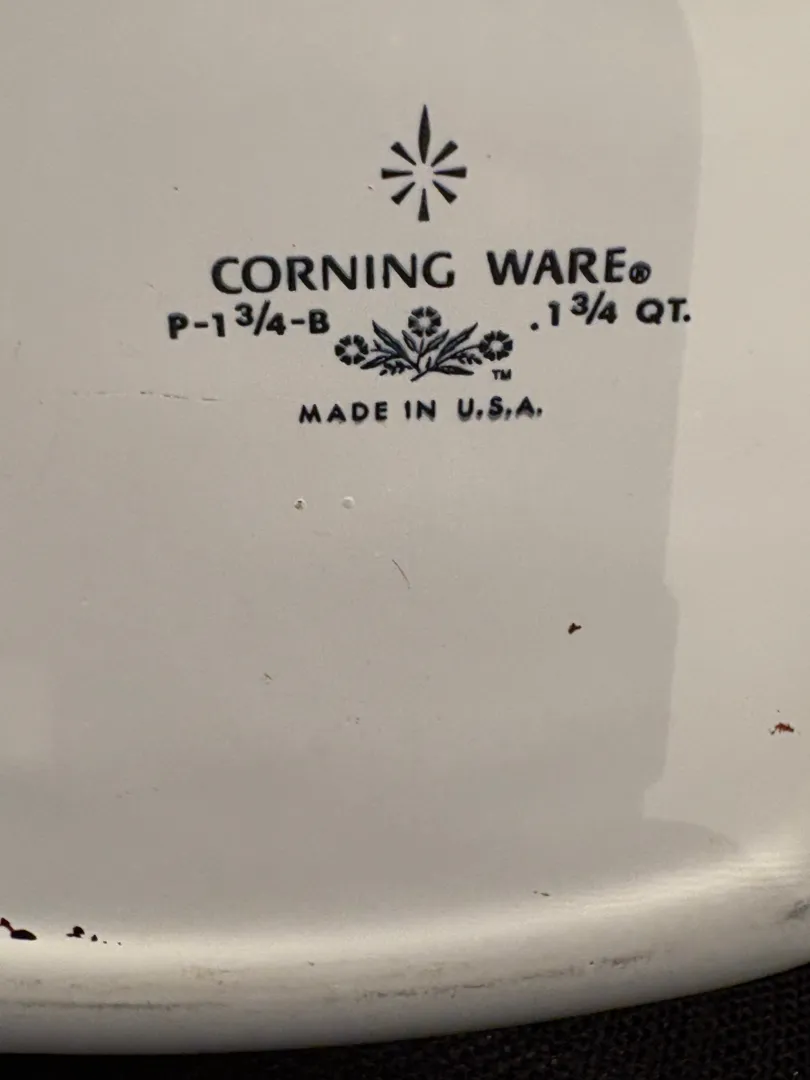 CORNING WARE®
P-1 3/4-B .1 3/4 QT.
TM
MADE IN U.S.A.